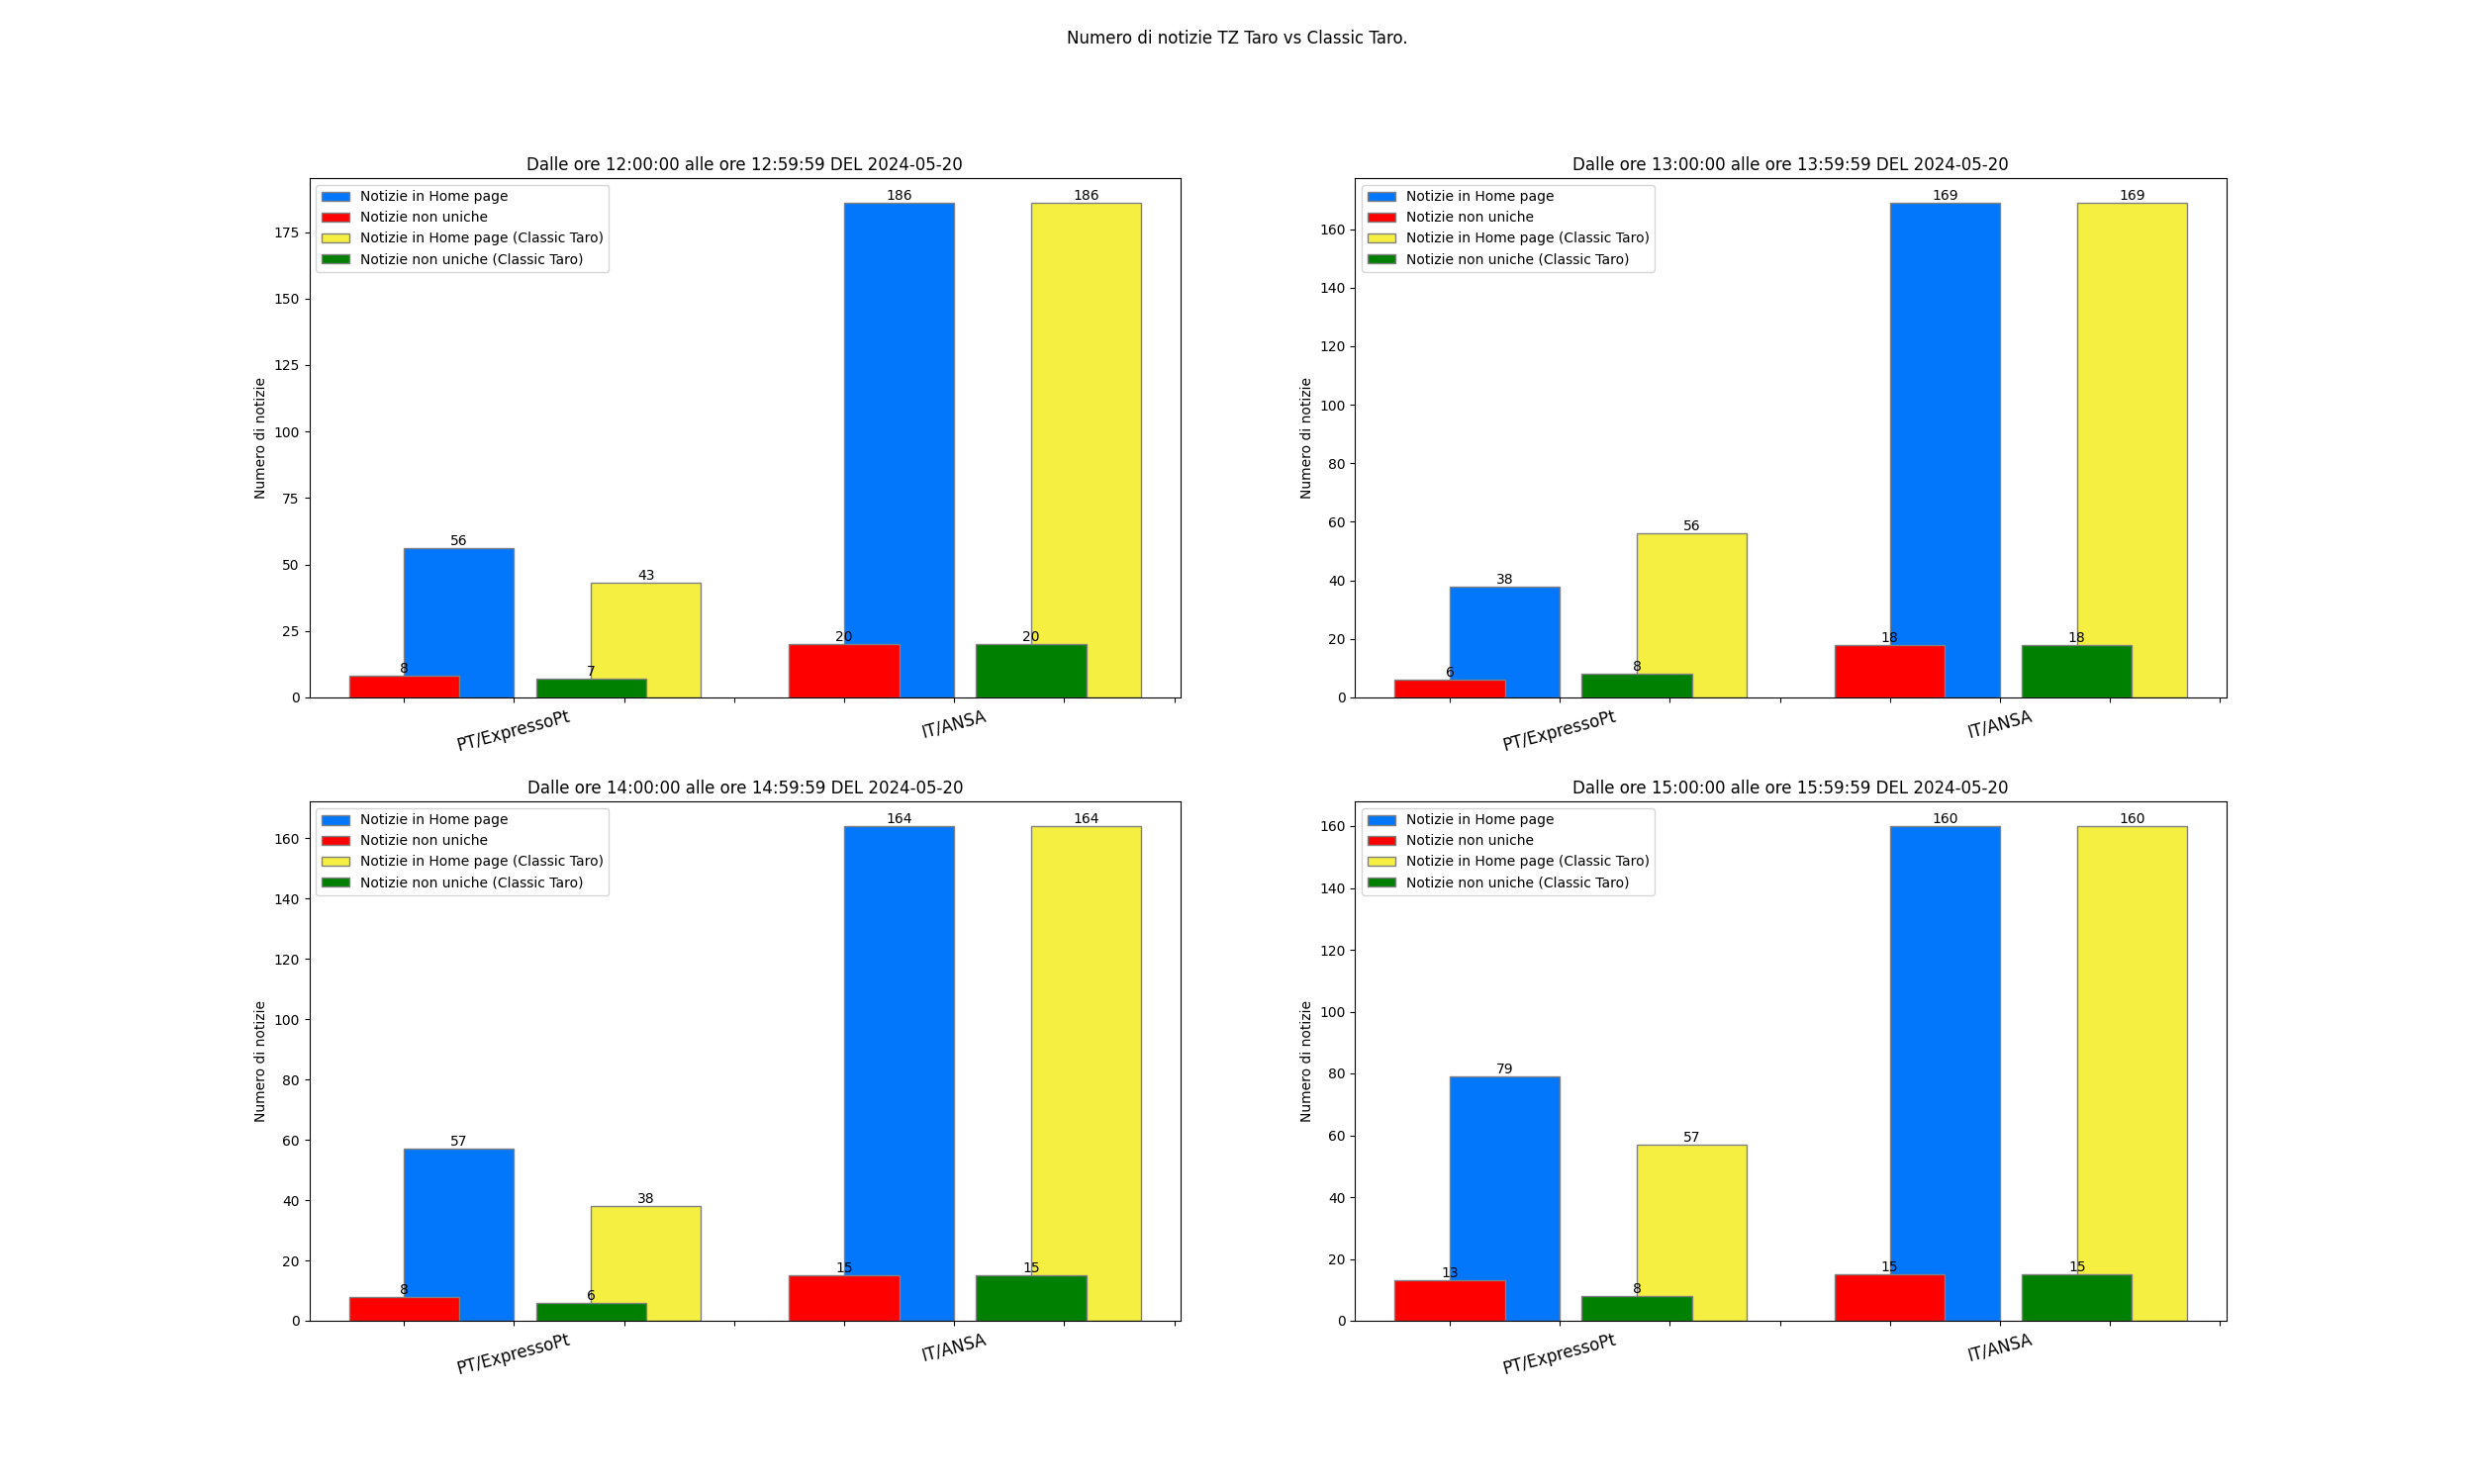 Numero di notizie TZ Taro vs Classic Taro.
Dalle ore 12:00:00 alle ore 12:59:59 DEL 2024-05-20
Notizie in Home page
Notizie non uniche
Notizie in Home page (Classic Taro)
Notizie non uniche (Classic Taro)
186
186
175
150
125
100
75
50
25
0
Numero di notizie
56
43
20
20
8
7
PT/ExpressoPt
IT/ANSA
Dalle ore 13:00:00 alle ore 13:59:59 DEL 2024-05-20
Notizie in Home page
Notizie non uniche
Notizie in Home page (Classic Taro)
Notizie non uniche (Classic Taro)
169
169
160
140
120
100
80
60
40
20
0
Numero di notizie
56
38
18
18
6
8
PT/ExpressoPt
IT/ANSA
Dalle ore 14:00:00 alle ore 14:59:59 DEL 2024-05-20
Notizie in Home page
Notizie non uniche
Notizie in Home page (Classic Taro)
Notizie non uniche (Classic Taro)
164
164
160
140
120
100
80
60
40
20
0
Numero di notizie
57
38
15
15
8
6
PT/ExpressoPt
IT/ANSA
Dalle ore 15:00:00 alle ore 15:59:59 DEL 2024-05-20
Notizie in Home page
Notizie non uniche
Notizie in Home page (Classic Taro)
Notizie non uniche (Classic Taro)
160
160
160
140
120
100
80
60
40
20
0
Numero di notizie
79
57
13
8
15
15
PT/ExpressoPt
IT/ANSA